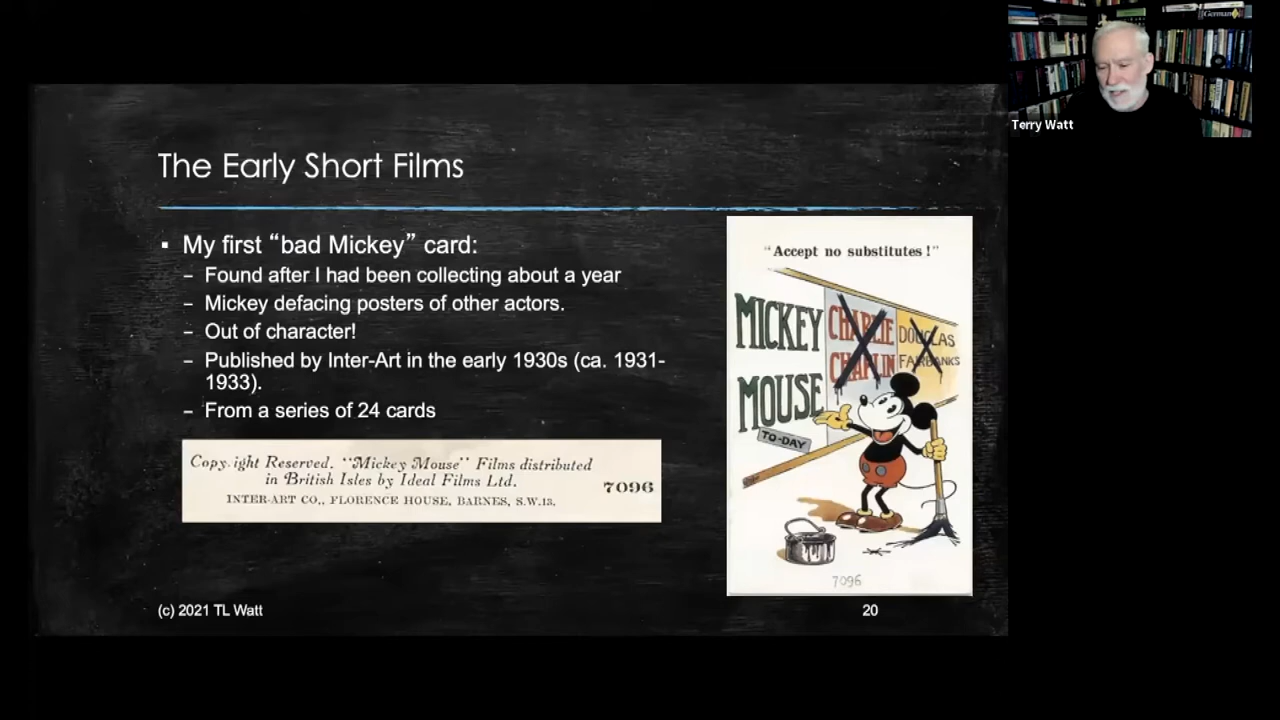 German
Terry Watt
The Early Short Films
▪ My first “bad Mickey” card:
– Found after I had been collecting about a year
– Mickey defacing posters of other actors.
– Out of character!
– Published by Inter-Art in the early 1930s (ca. 1931-
1933).
– From a series of 24 cards
Copy.ight Reserved. "Mickey Mouse" Films distributed
in British Isles by Ideal Films Ltd.
INTER-ART CO., FLORENCE HOUSE, BARNES, S.W.13.
7096
"Accept no substitutes!"
MICKEY
MOUSE
TO-DAY
CHARLIE
CHAPLIN
DOUGLAS
FAIRBANKS
7096
(c) 2021 TL Watt
20